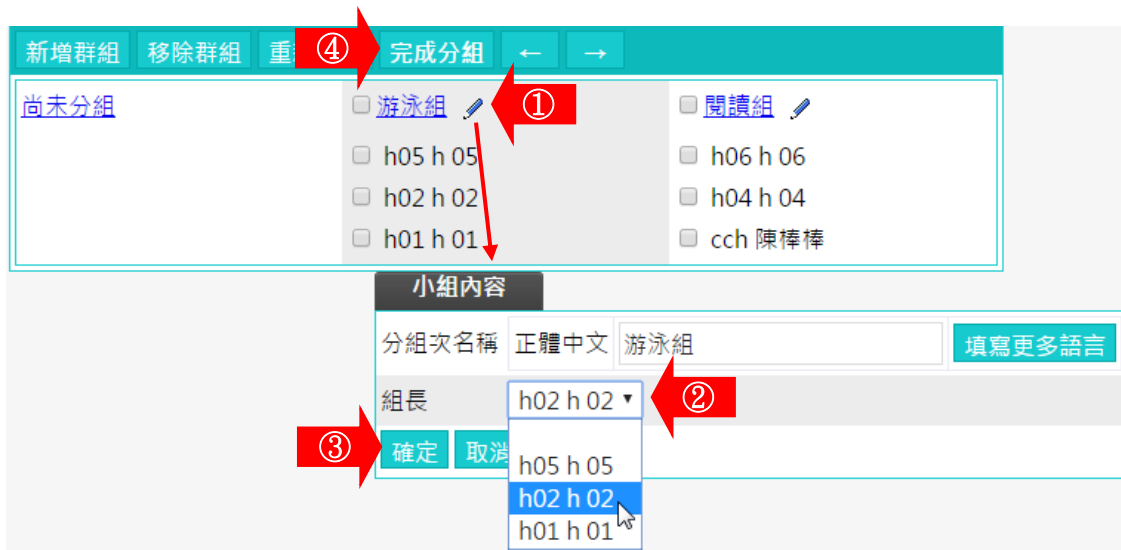 新增群組 移除群組 重 ④ 完成分組 ← →
尚未分組 游泳組 ① 閱讀組
h05 h 05 h06 h 06
h02 h 02 h04 h 04
h01 h 01 cch 陳棒棒
小組內容
分組次名稱 正體中文 游泳組 填寫更多語言
組長 h02 h 02 ②
③ 確定 取消
h05 h 05
h02 h 02
h01 h 01